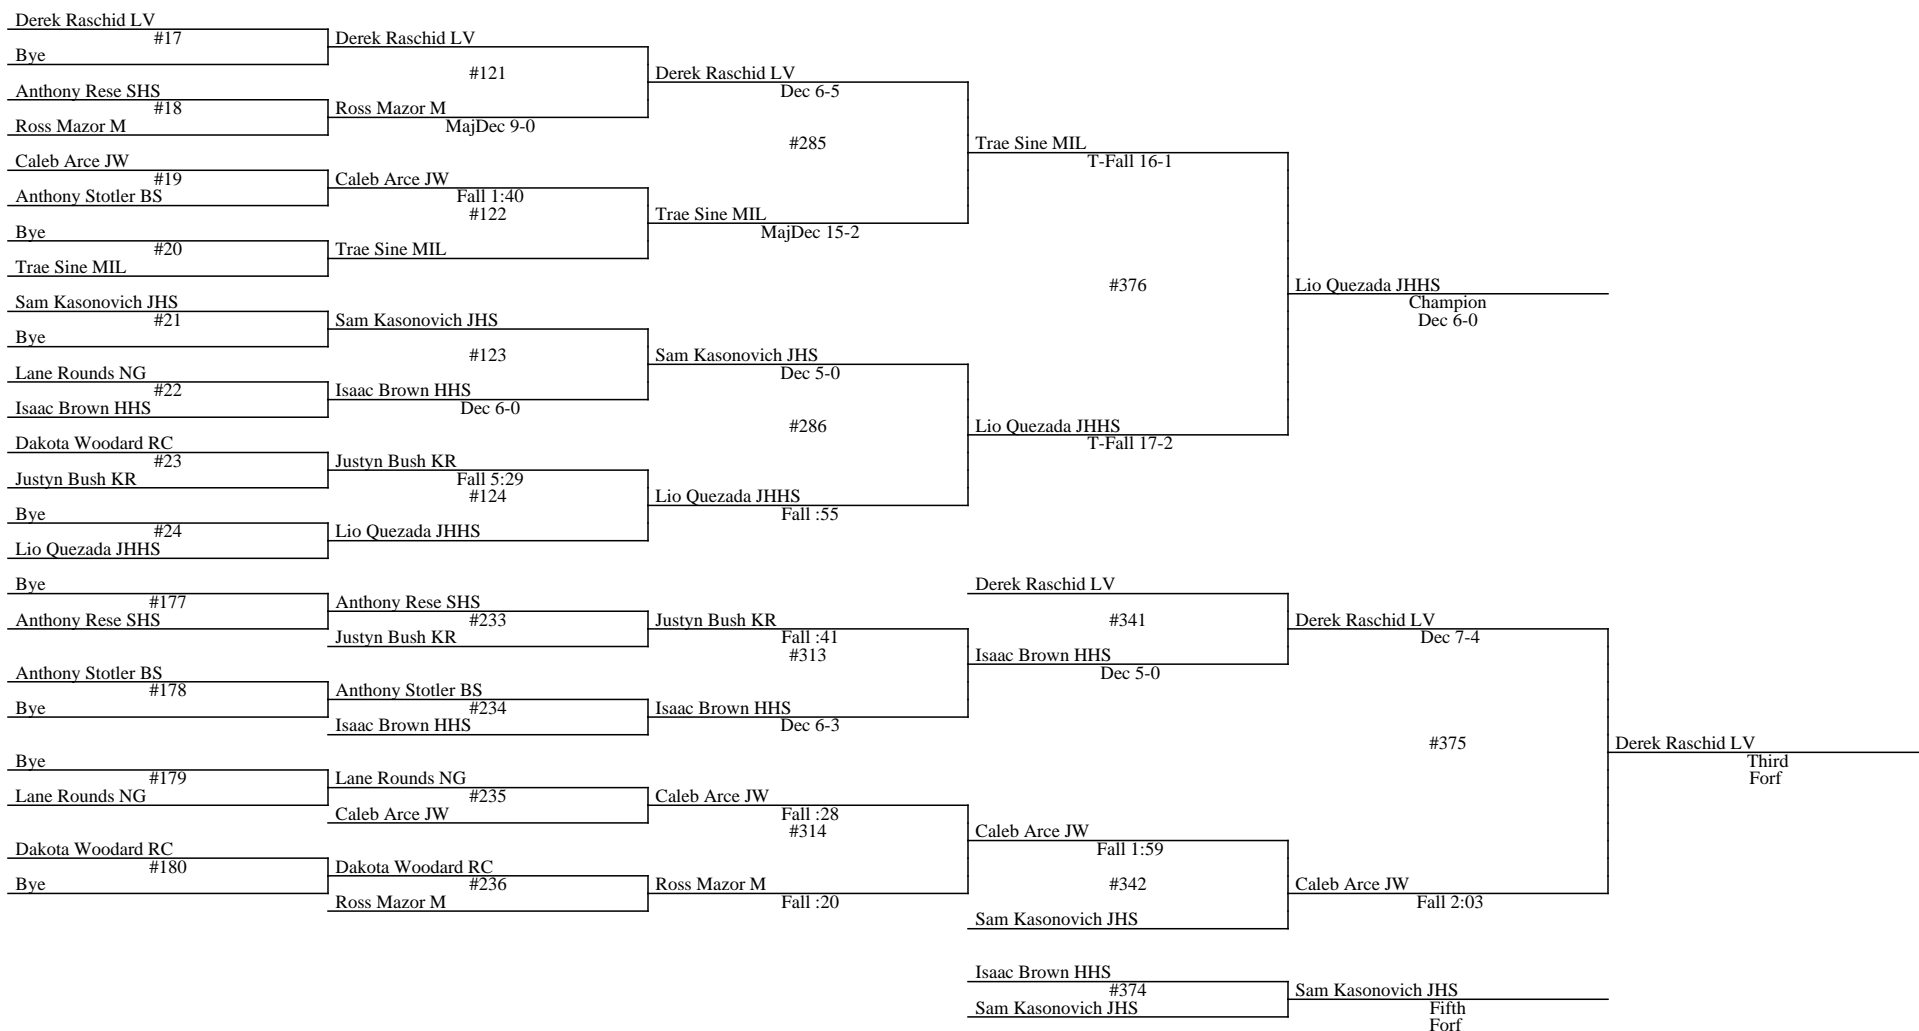 Derek Raschid LV
#17
Bye
Anthony Rese SHS
#18
Ross Mazor M
Caleb Arce JW
#19
Anthony Stotler BS
Bye
#20
Trae Sine MIL
Sam Kasonovich JHS
#21
Bye
Lane Rounds NG
#22
Isaac Brown HHS
Dakota Woodard RC
#23
Justyn Bush KR
Bye
#24
Lio Quezada JHHS
Derek Raschid LV
#121
Ross Mazor M
MajDec 9-0
Caleb Arce JW
Fall 1:40
#122
Trae Sine MIL
Sam Kasonovich JHS
#123
Isaac Brown HHS
Dec 6-0
Justyn Bush KR
Fall 5:29
#124
Lio Quezada JHHS
Derek Raschid LV
Dec 6-5
#285
Trae Sine MIL
MajDec 15-2
Sam Kasonovich JHS
Dec 5-0
#286
Lio Quezada JHHS
Fall :55
Trae Sine MIL
T-Fall 16-1
#376
Lio Quezada JHHS
T-Fall 17-2
Lio Quezada JHHS
Champion
Dec 6-0
Bye
#177
Anthony Rese SHS
Anthony Stotler BS
#178
Bye
Bye
#179
Lane Rounds NG
Dakota Woodard RC
#180
Bye
Anthony Rese SHS
#233
Justyn Bush KR
Anthony Stotler BS
#234
Isaac Brown HHS
Lane Rounds NG
#235
Caleb Arce JW
Dakota Woodard RC
#236
Ross Mazor M
Justyn Bush KR
Fall :41
#313
Isaac Brown HHS
Dec 6-3
Caleb Arce JW
Fall :28
#314
Ross Mazor M
Fall :20
Derek Raschid LV
#341
Isaac Brown HHS
Dec 5-0
Caleb Arce JW
Fall 1:59
#342
Sam Kasonovich JHS
Derek Raschid LV
Dec 7-4
#375
Caleb Arce JW
Fall 2:03
Derek Raschid LV
Third
Forf
Isaac Brown HHS
#374
Sam Kasonovich JHS
Sam Kasonovich JHS
Fifth
Forf